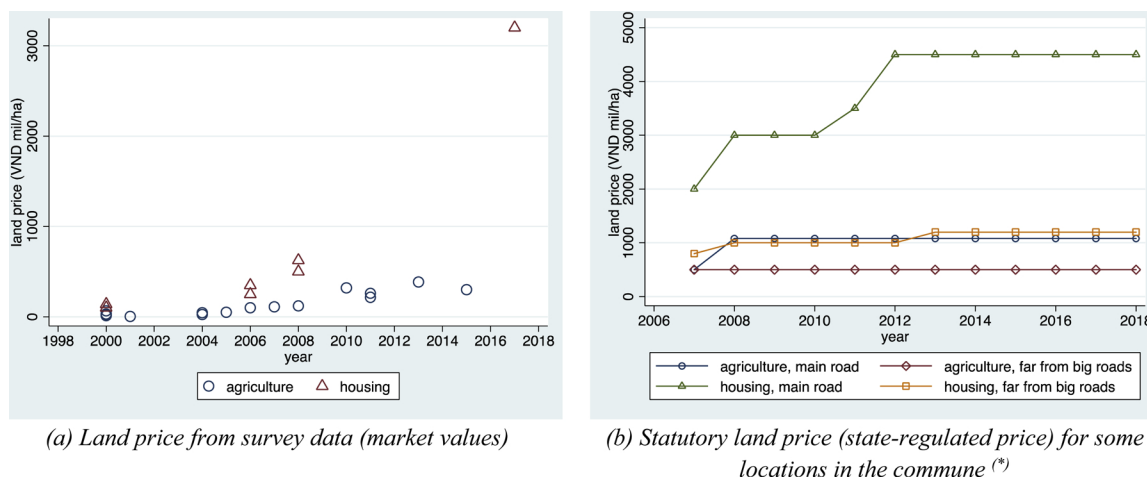 3000
2000
1000
0
land price (VND mil/ha)
1998 2000 2002 2004 2006 2008 2010 2012 2014 2016 2018
year
agriculture housing
(a) Land price from survey data (market values)
5000
4000
3000
2000
1000
0
land price (VND mil/ha)
2006 2008 2010 2012 2014 2016 2018
year
agriculture, main road agriculture, far from big roads
housing, main road housing, far from big roads
(b) Statutory land price (state-regulated price) for some
locations in the commune (*)